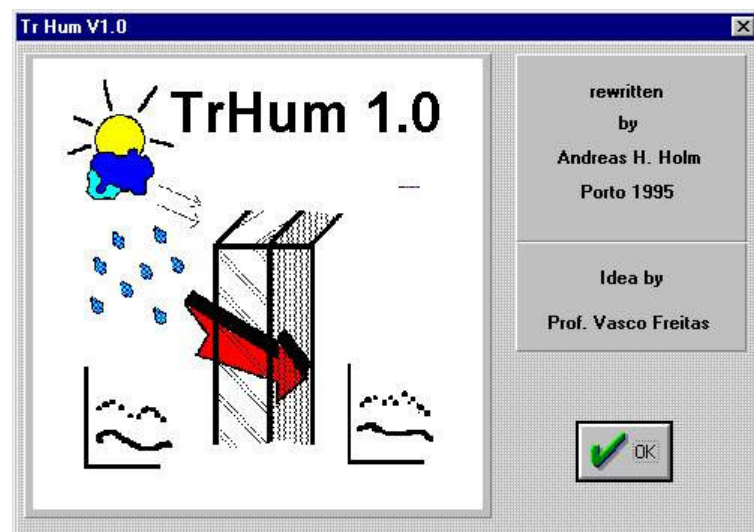 Tr Hum V1.0
TrHum 1.0
rewritten
by
Andreas H. Holm
Porto 1995
Idea by
Prof. Vasco Freitas
OK